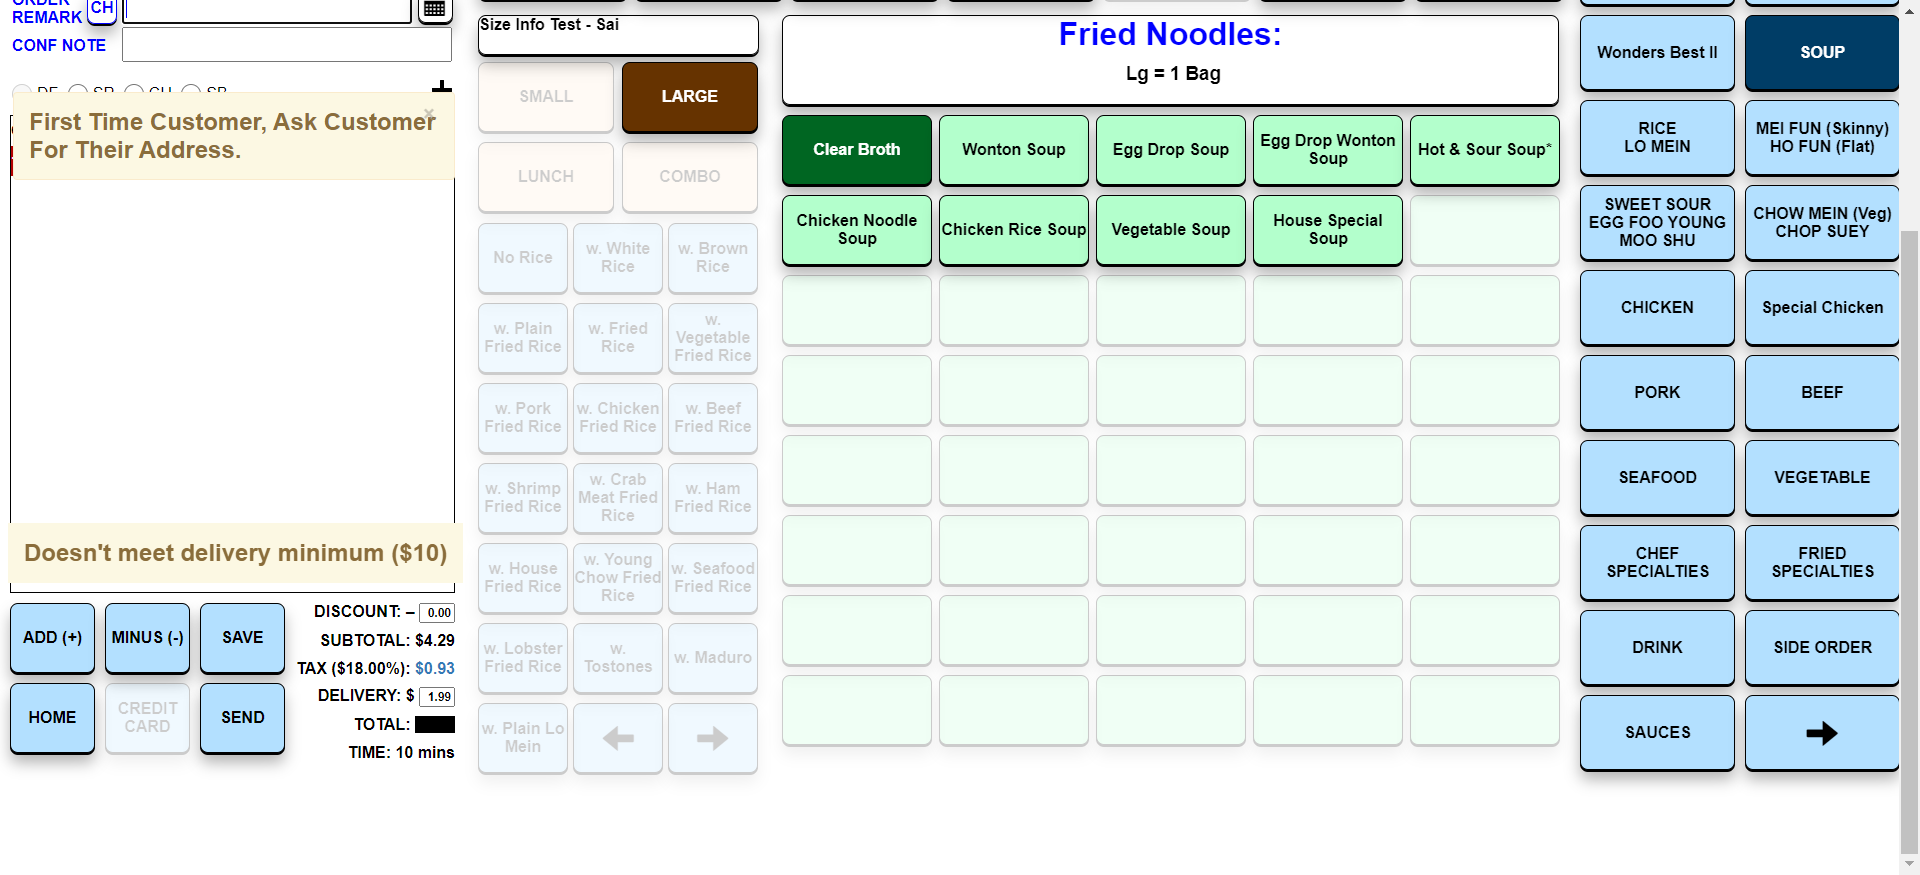 ORDER
REMARK
CH
CONF NOTE
First Time Customer, Ask Customer
For Their Address.
×
Doesn't meet delivery minimum ($10)
ADD (+)
MINUS (-)
SAVE
HOME
CREDIT
CARD
SEND
DISCOUNT: – 0.00
SUBTOTAL: $4.29
TAX ($18.00%): $0.93
DELIVERY: $ 1.99
TOTAL:
TIME: 10 mins
Size Info Test - Sai
SMALL
LARGE
LUNCH
COMBO
No Rice
w. White
Rice
w. Brown
Rice
w. Plain
Fried Rice
w. Fried
Rice
w.
Vegetable
Fried Rice
w. Pork
Fried Rice
w. Chicken
Fried Rice
w. Beef
Fried Rice
w. Shrimp
Fried Rice
w. Crab
Meat Fried
Rice
w. Ham
Fried Rice
w. House
Fried Rice
w. Young
Chow Fried
Rice
w. Seafood
Fried Rice
w. Lobster
Fried Rice
w.
Tostones
w. Maduro
w. Plain Lo
Mein
Fried Noodles:
Lg = 1 Bag
Clear Broth
Wonton Soup
Egg Drop Soup
Egg Drop Wonton
Soup
Hot & Sour Soup*
Chicken Noodle
Soup
Chicken Rice Soup
Vegetable Soup
House Special
Soup
Wonders Best II
SOUP
RICE
LO MEIN
MEI FUN (Skinny)
HO FUN (Flat)
SWEET SOUR
EGG FOO YOUNG
MOO SHU
CHOW MEIN (Veg)
CHOP SUEY
CHICKEN
Special Chicken
PORK
BEEF
SEAFOOD
VEGETABLE
CHEF
SPECIALTIES
FRIED
SPECIALTIES
DRINK
SIDE ORDER
SAUCES